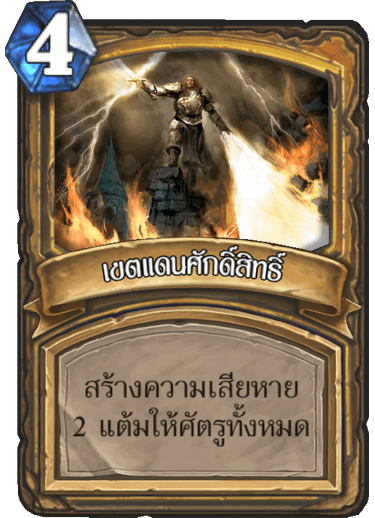 4
เขตแดนศักดิ์สิทธิ์
สร้างความเสียหาย
2 แต้มให้ศัตรูทั้งหมด